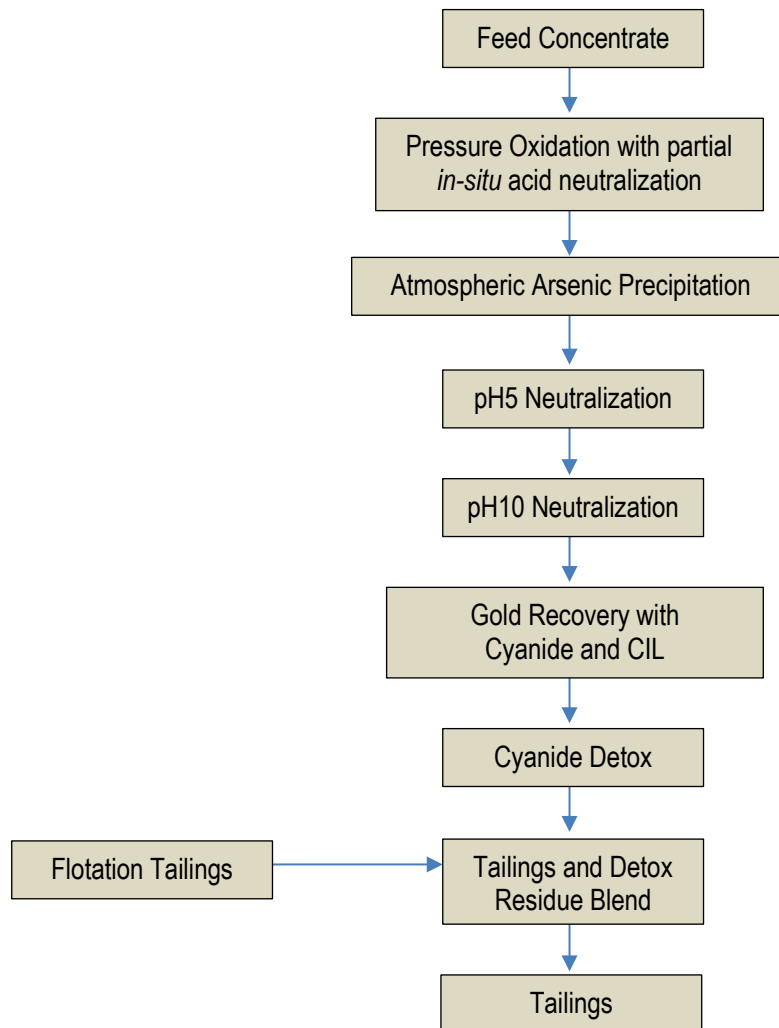 Feed Concentrate
Pressure Oxidation with partial
in-situ acid neutralization
Atmospheric Arsenic Precipitation
pH5 Neutralization
pH10 Neutralization
Gold Recovery with
Cyanide and CIL
Cyanide Detox
Flotation Tailings
Tailings and Detox
Residue Blend
Tailings